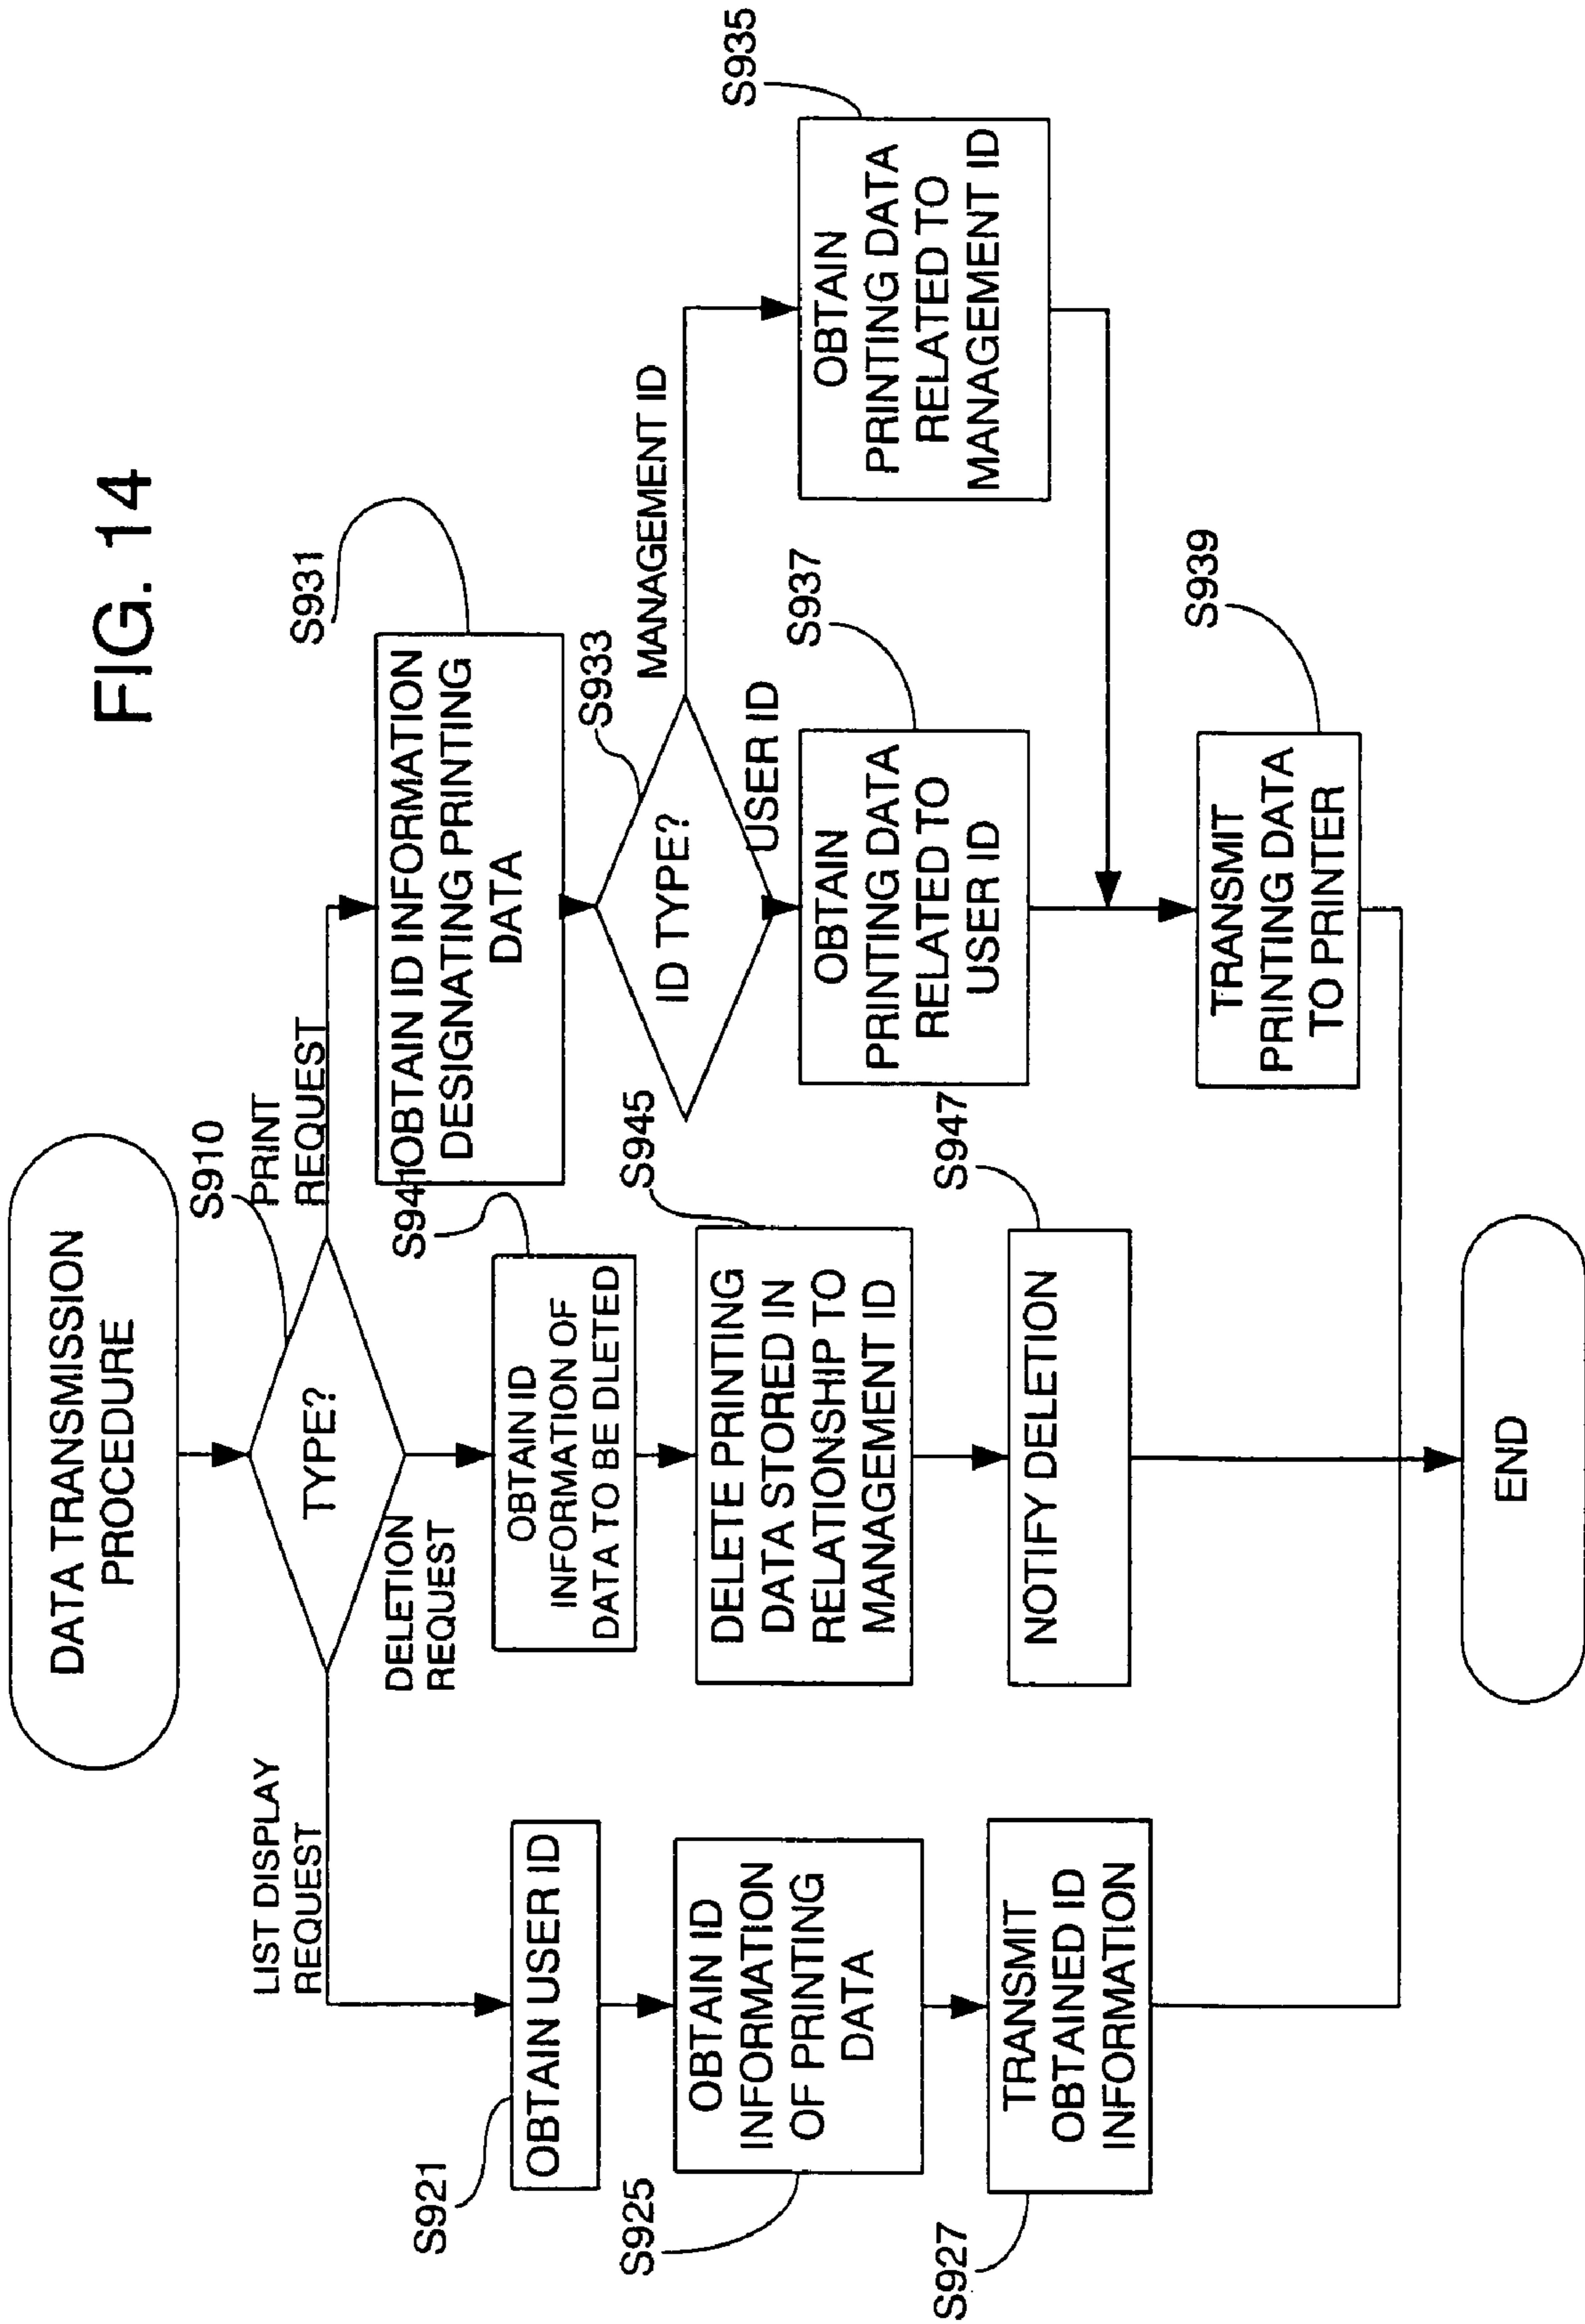 FIG. 14
DATA TRANSMISSION
PROCEDURE
S910
TYPE?
LIST DISPLAY
REQUEST
DELETION
REQUEST
PRINT
REQUEST
S921
OBTAIN USER ID
S925
OBTAIN ID
INFORMATION
OF PRINTING
DATA
S927
TRANSMIT
OBTAINED ID
INFORMATION
S941
OBTAIN ID
INFORMATION OF
DATA TO BE DLETED
S945
DELETE PRINTING
DATA STORED IN
RELATIONSHIP TO
MANAGEMENT ID
S947
NOTIFY DELETION
S931
OBTAIN ID INFORMATION
DESIGNATING PRINTING
DATA
S933
ID TYPE?
MANAGEMENT ID
USER ID
S937
OBTAIN
PRINTING DATA
RELATED TO
USER ID
S935
OBTAIN
PRINTING DATA
RELATED TO
MANAGEMENT ID
S939
TRANSMIT
PRINTING DATA
TO PRINTER
END